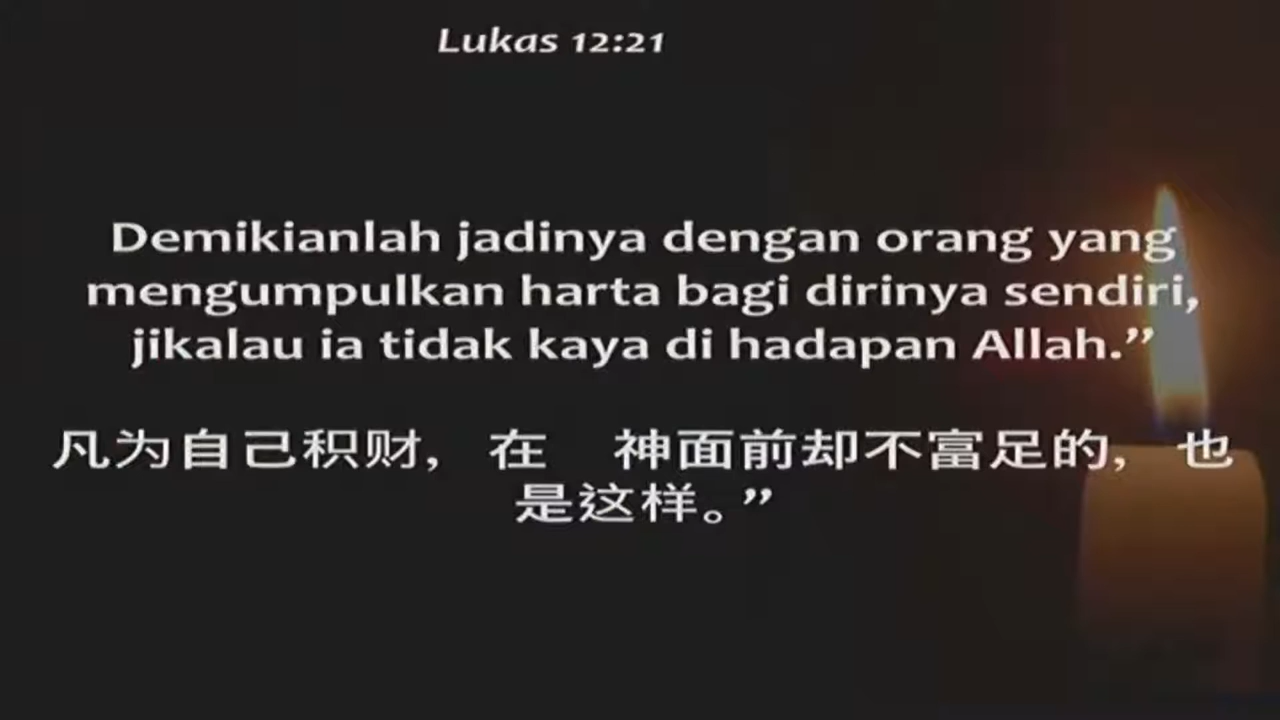 Lukas 12:21
Demikianlah jadinya dengan orang yang
mengumpulkan harta bagi dirinya sendiri,
jikalau ia tidak kaya di hadapan Allah.”
凡为自己积财, 在　神面前却不富足的, 也
是这样。”